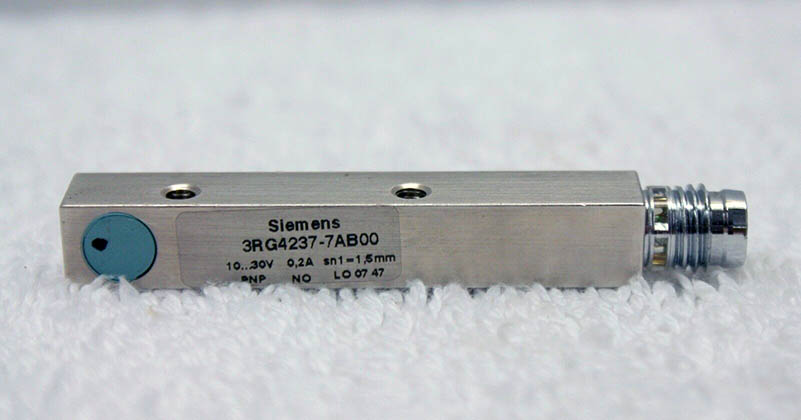 Siemens
3RG4237-7AB00
10...30V 0,2A sn1=1,5mm
PNP NO LO 07 47